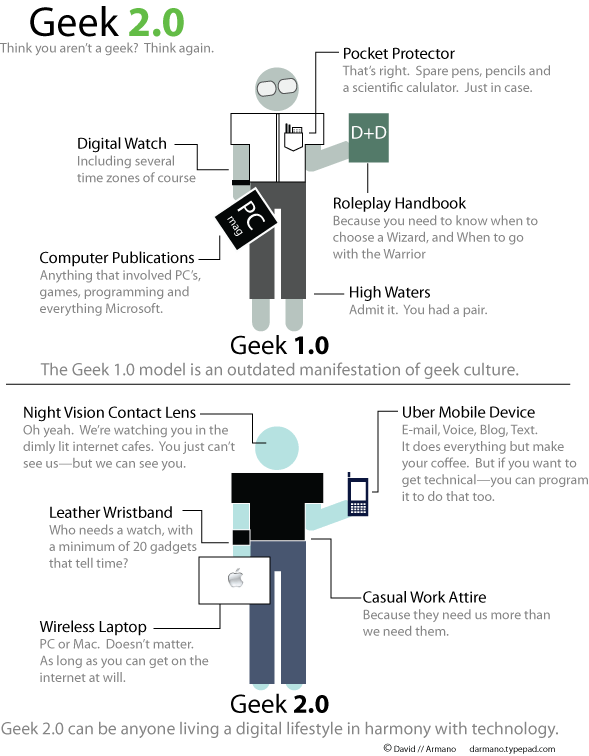 Geek 2.0
Think you aren't a geek?  Think again.
Pocket Protector
That's right.  Spare pens, pencils and
a scientific calulator.  Just in case.
D+D
Digital Watch
Including several
time zones of course
PC
mag
Roleplay Handbook
Because you need to know when to
choose a Wizard, and When to go
with the Warrior
Computer Publications
Anything that involved PC's,
games, programming and
everything Microsoft.
High Waters
Admit it.  You had a pair.
Geek 1.0
The Geek 1.0 model is an outdated manifestation of geek culture.
Night Vision Contact Lens
Oh yeah.  We're watching you in the
dimly lit internet cafes.  You just can't
see us—but we can see you.
Uber Mobile Device
E-mail, Voice, Blog, Text.
It does everything but make
your coffee.  But if you want to
get technical—you can program
it to do that too.
Leather Wristband
Who needs a watch, with
a minimum of 20 gadgets
that tell time?
Casual Work Attire
Because they need us more than
we need them.
Wireless Laptop
PC or Mac.  Doesn't matter.
As long as you can get on the
internet at will.
Geek 2.0
Geek 2.0 can be anyone living a digital lifestyle in harmony with technology.
© David // Armano    darmano.typepad.com